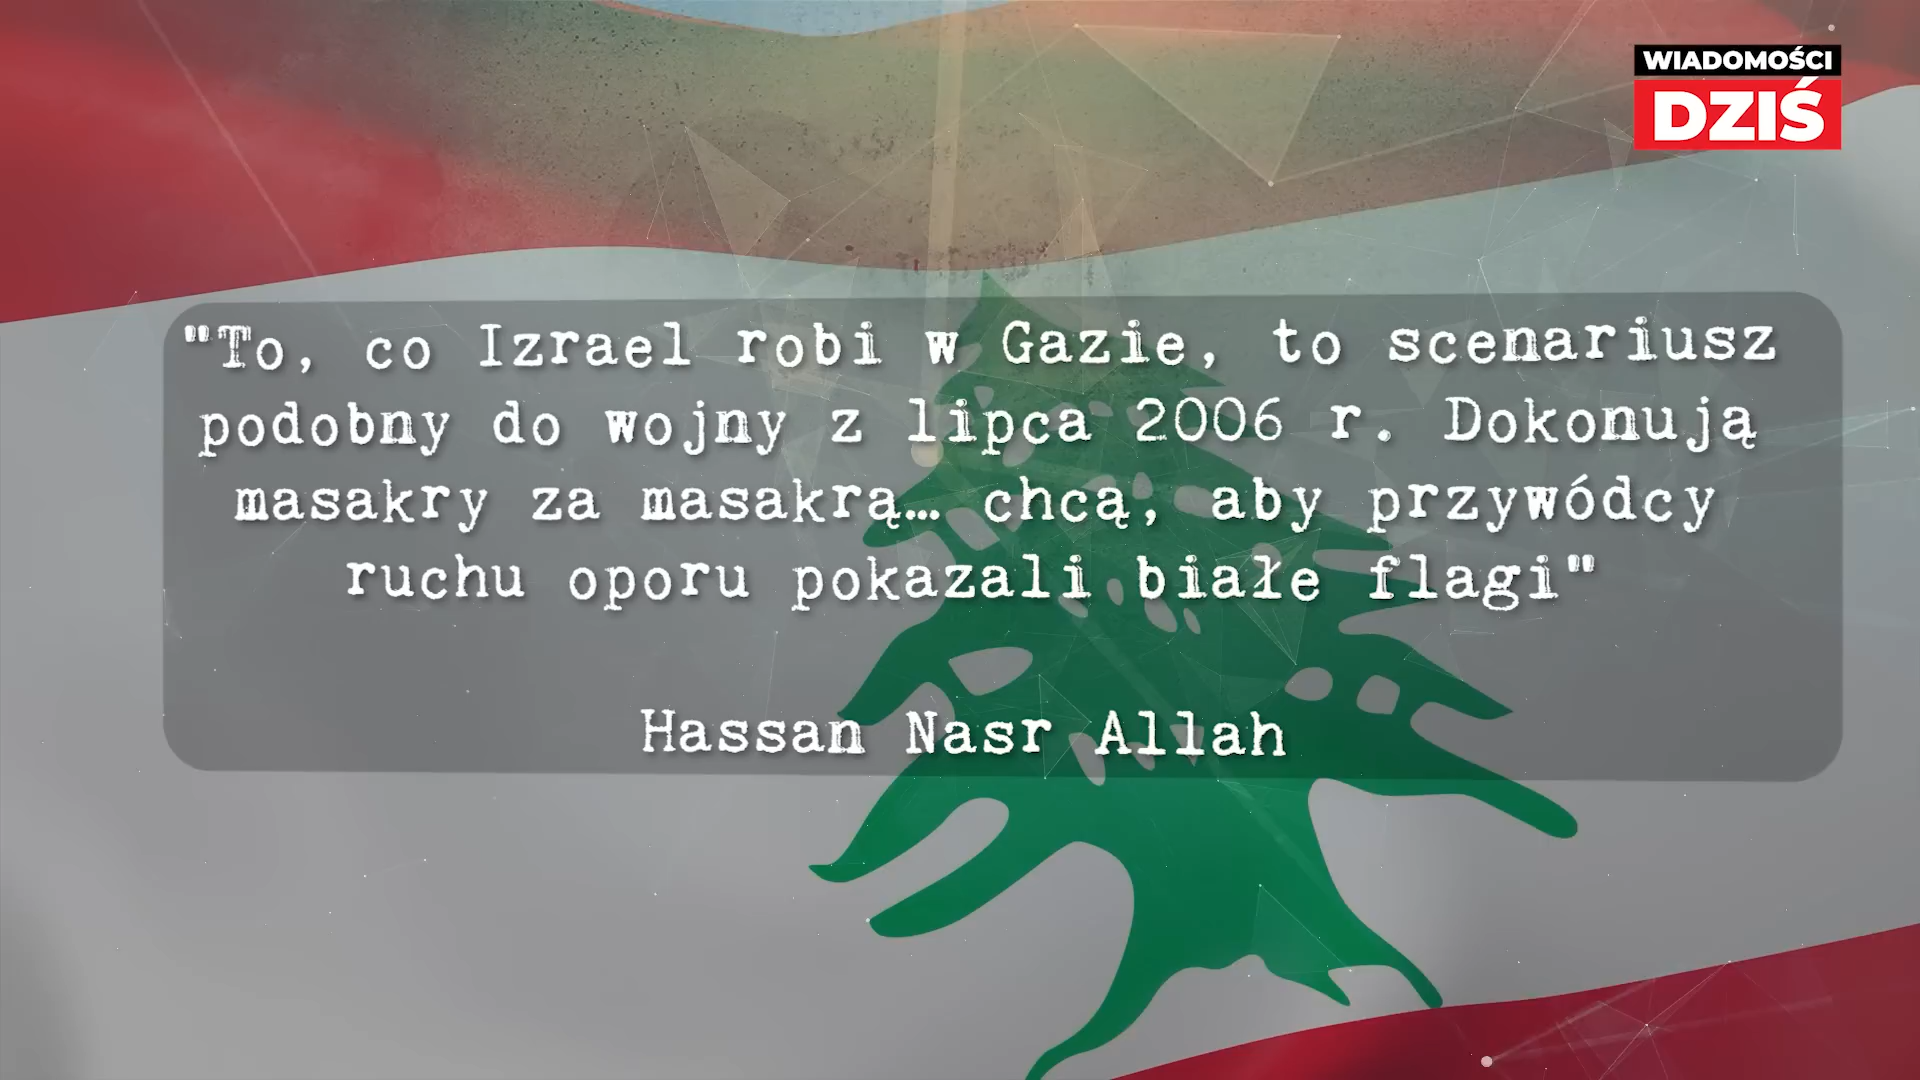 WIADOMOŚCI
DZIŚ
"To, co Izrael robi w Gazie, to scenariusz
podobny do wojny z lipca 2006 r. Dokonują
masakry za masakrą… chcą, aby przywódcy
ruchu oporu pokazali białe flagi"
Hassan Nasr Allah